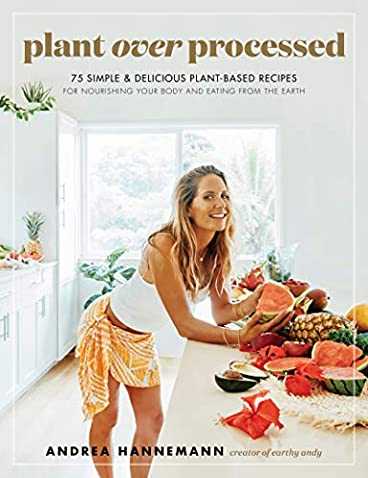 plant over processed
75 SIMPLE & DELICIOUS PLANT-BASED RECIPES
FOR NOURISHING YOUR BODY AND EATING FROM THE EARTH
ANDREA HANNEMANN creator of earthy andy